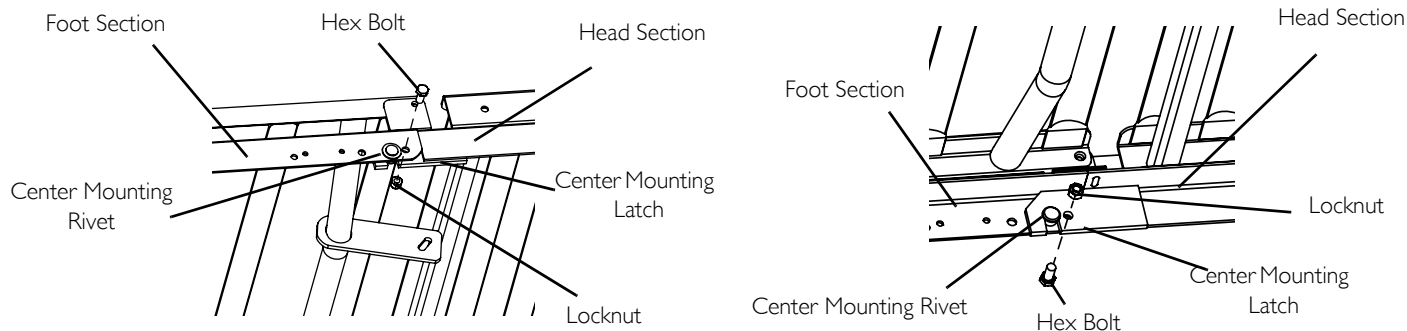 Foot Section
Hex Bolt
Head Section
Center Mounting
Rivet
Center Mounting
Latch
Locknut
Head Section
Foot Section
Locknut
Center Mounting Rivet
Center Mounting
Latch
Hex Bolt